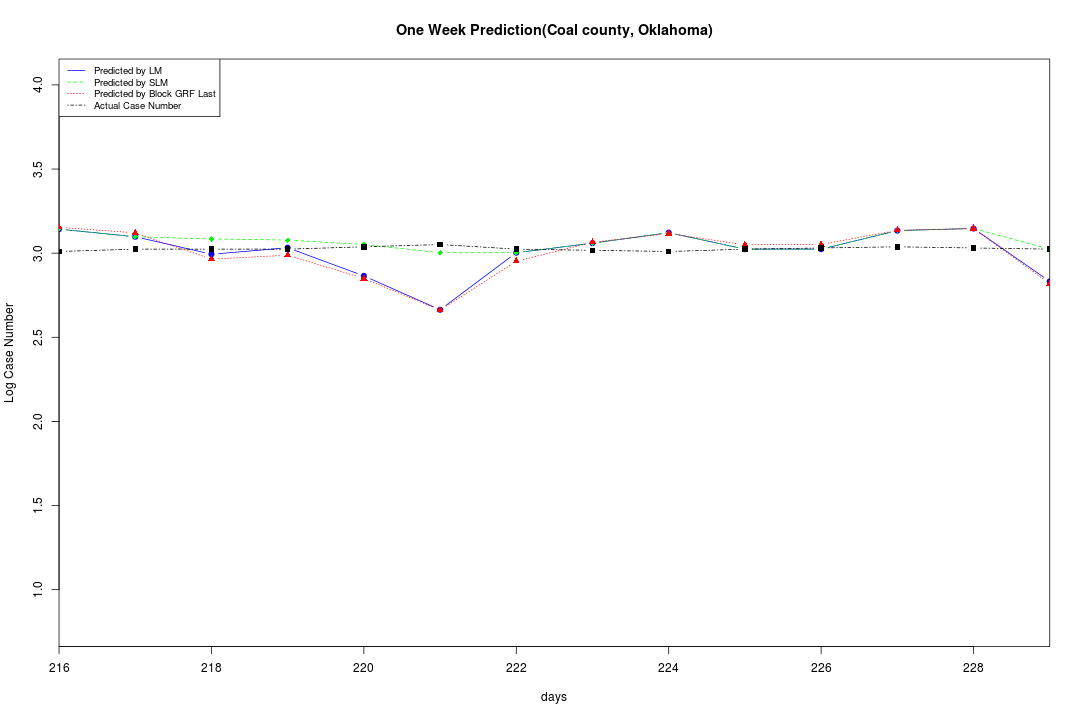 One Week Prediction(Coal county, Oklahoma)
Predicted by LM
Predicted by SLM
Predicted by Block GRF Last
Actual Case Number
Log Case Number
4.0
3.5
3.0
2.5
2.0
1.5
1.0
216 218 220 222 224 226 228
days